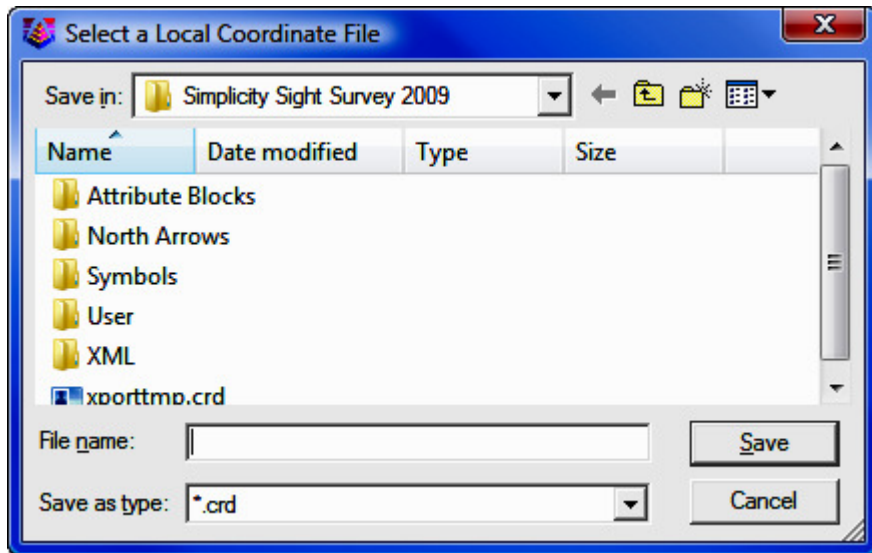 Select a Local Coordinate File
Save in: Simplicity Sight Survey 2009
Name Date modified Type Size
Attribute Blocks
North Arrows
Symbols
User
XML
xporttmp.crd
File name: Save
Save as type: *.crd Cancel